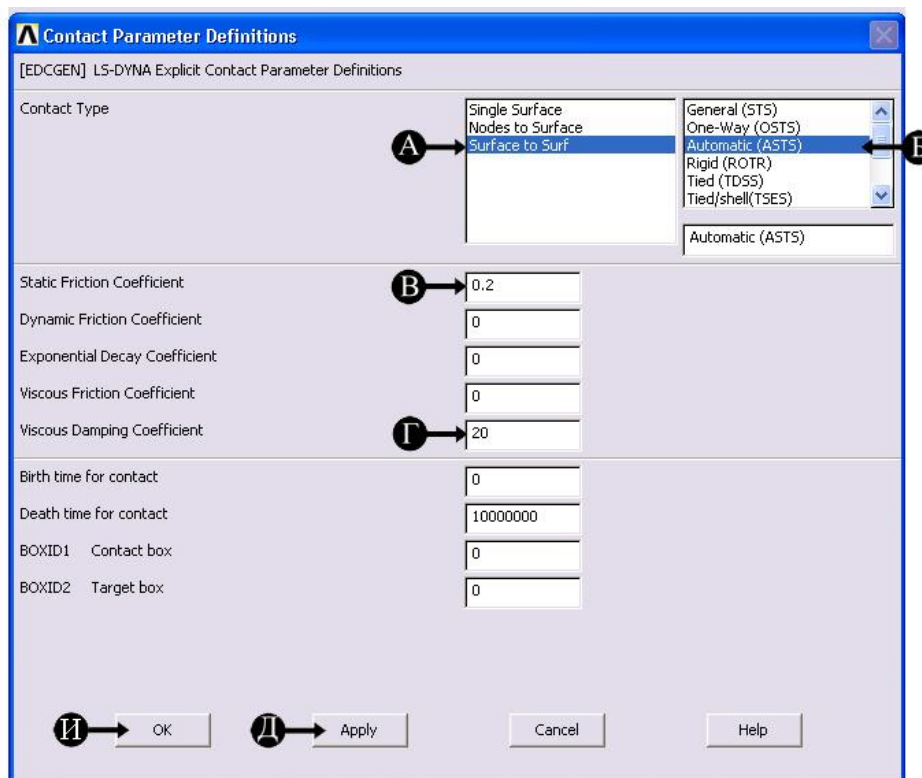 Contact Parameter Definitions
[EDCGEN] LS-DYNA Explicit Contact Parameter Definitions
Contact Type
Single Surface
Nodes to Surface
А Surface to Surf
General (STS)
One-Way (OSTS)
Automatic (ASTS) Б
Rigid (ROTR)
Tied (TDSS)
Tied/shell(TSES)
Automatic (ASTS)
Static Friction Coefficient В 0.2
Dynamic Friction Coefficient 0
Exponential Decay Coefficient 0
Viscous Friction Coefficient 0
Viscous Damping Coefficient Г 20
Birth time for contact 0
Death time for contact 10000000
BOXID1 Contact box 0
BOXID2 Target box 0
И OK Д Apply Cancel Help